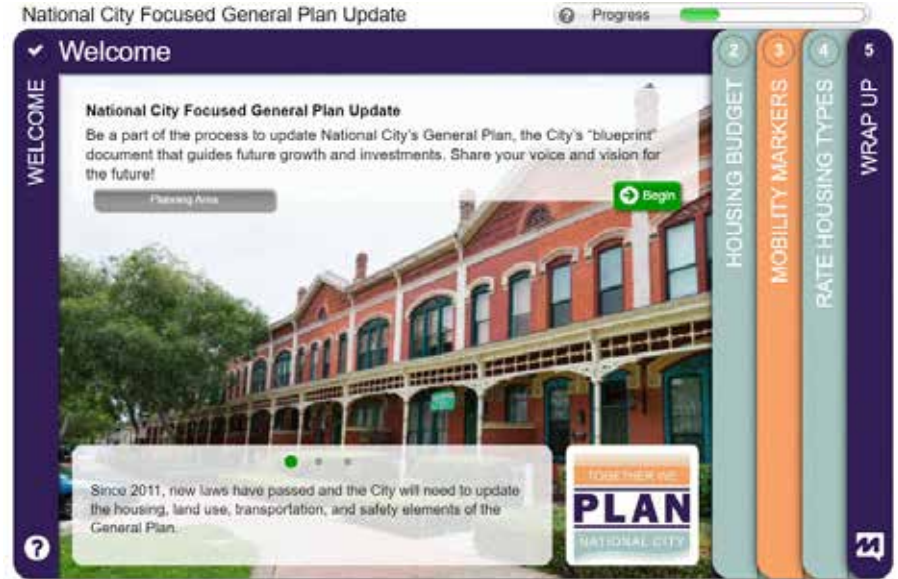 National City Focused General Plan Update
Progress
Welcome
WELCOME
National City Focused General Plan Update
Be a part of the process to update National City's General Plan, the City's "blueprint"
document that guides future growth and investments. Share your voice and vision for
the future!
Planning Area
Begin
Since 2011, new laws have passed and the City will need to update
the housing, land use, transportation, and safety elements of the
General Plan.
TOGETHER WE
PLAN
NATIONAL CITY
2
HOUSING BUDGET
3
MOBILITY MARKERS
4
RATE HOUSING TYPES
5
WRAP UP